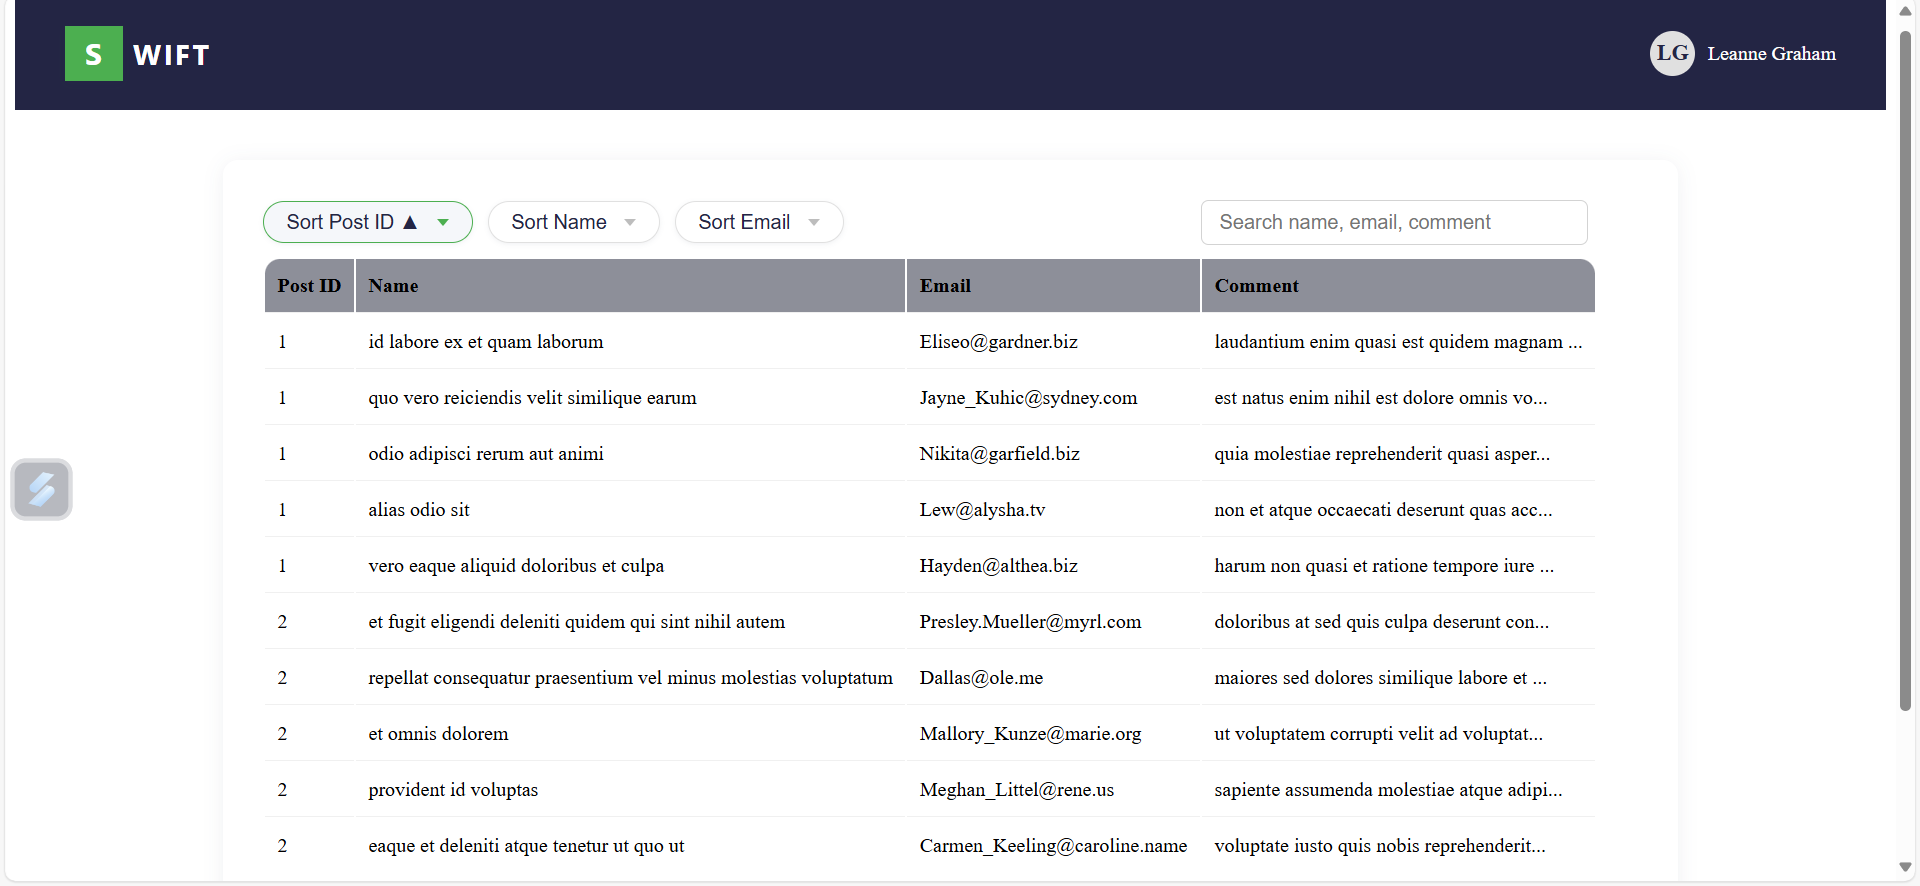 S WIFT
LG Leanne Graham
Sort Post ID ▲ Sort Name Sort Email Search name, email, comment
Post ID Name Email Comment
1 id labore ex et quam laborum Eliseo@gardner.biz laudantium enim quasi est quidem magnam ...
1 quo vero reiciendis velit similique earum Jayne_Kuhic@sydney.com est natus enim nihil est dolore omnis vo...
1 odio adipisci rerum aut animi Nikita@garfield.biz quia molestiae reprehenderit quasi asper...
1 alias odio sit Lew@alysha.tv non et atque occaecati deserunt quas acc...
1 vero eaque aliquid doloribus et culpa Hayden@althea.biz harum non quasi et ratione tempore iure ...
2 et fugit eligendi deleniti quidem qui sint nihil autem Presley.Mueller@myrl.com doloribus at sed quis culpa deserunt con...
2 repellat consequatur praesentium vel minus molestias voluptatum Dallas@ole.me maiores sed dolores similique labore et ...
2 et omnis dolorem Mallory_Kunze@marie.org ut voluptatem corrupti velit ad voluptat...
2 provident id voluptas Meghan_Littel@rene.us sapiente assumenda molestiae atque adipi...
2 eaque et deleniti atque tenetur ut quo ut Carmen_Keeling@caroline.name voluptate iusto quis nobis reprehenderit...